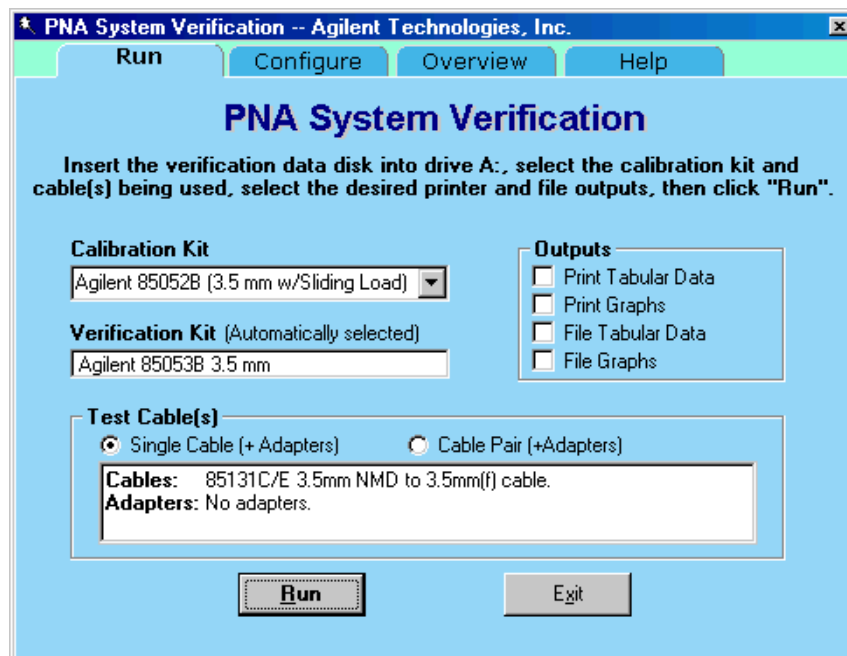 PNA System Verification -- Agilent Technologies, Inc.
Run
Configure
Overview
Help
PNA System Verification
Insert the verification data disk into drive A:, select the calibration kit and
cable(s) being used, select the desired printer and file outputs, then click "Run".
Calibration Kit
Agilent 85052B (3.5 mm w/Sliding Load)
Verification Kit (Automatically selected)
Agilent 85053B 3.5 mm
Outputs
Print Tabular Data
Print Graphs
File Tabular Data
File Graphs
Test Cable(s)
Single Cable (+ Adapters)
Cable Pair (+Adapters)
Cables: 85131C/E 3.5mm NMD to 3.5mm(f) cable.
Adapters: No adapters.
Run
Exit